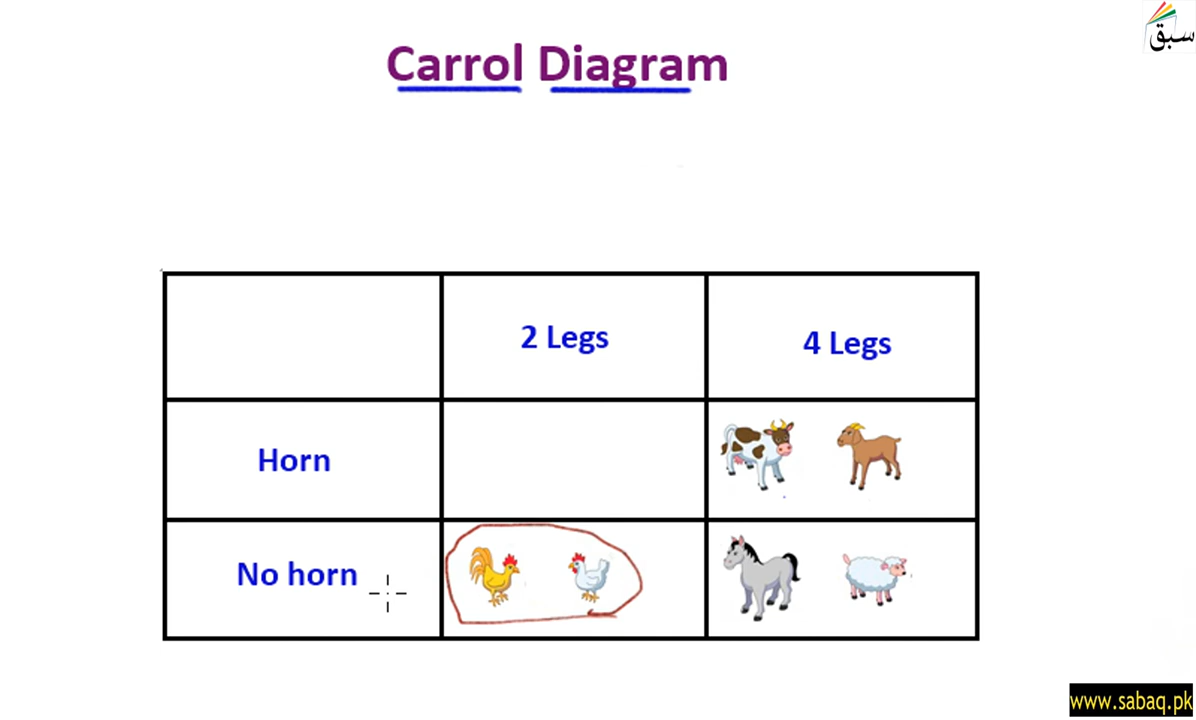 سبق
Carrol Diagram
2 Legs
4 Legs
Horn
No horn
www.sabaq.pk